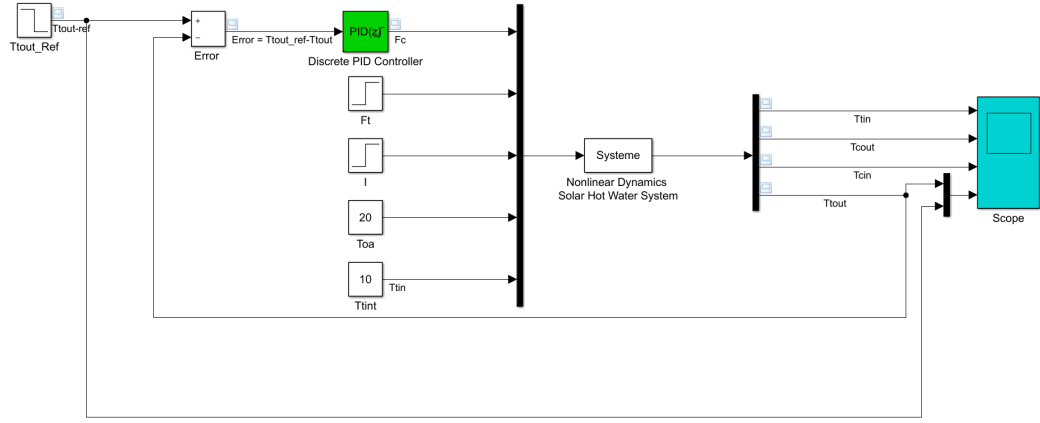 Ttout-ref
Ttout_Ref
+
−
Error
Error = Ttout_ref-Ttout
PID(z)
Fc
Discrete PID Controller
Ft
I
20
Toa
10
Ttin
Ttint
Systeme
Nonlinear Dynamics
Solar Hot Water System
Ttin
Tcout
Tcin
Ttout
Scope